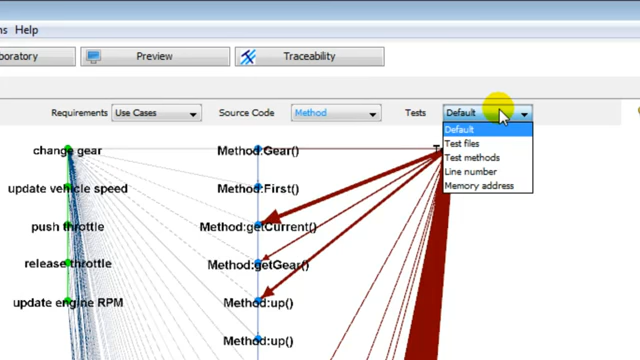 ns Help
boratory Preview Traceability
Requirements Use Cases Source Code Method Tests Default
Default
Test files
Test methods
Line number
Memory address
change gear Method:Gear() T
update vehicle speed Method:First()
push throttle Method:getCurrent()
release throttle Method:getGear()
update engine RPM Method:up()
Method:up()